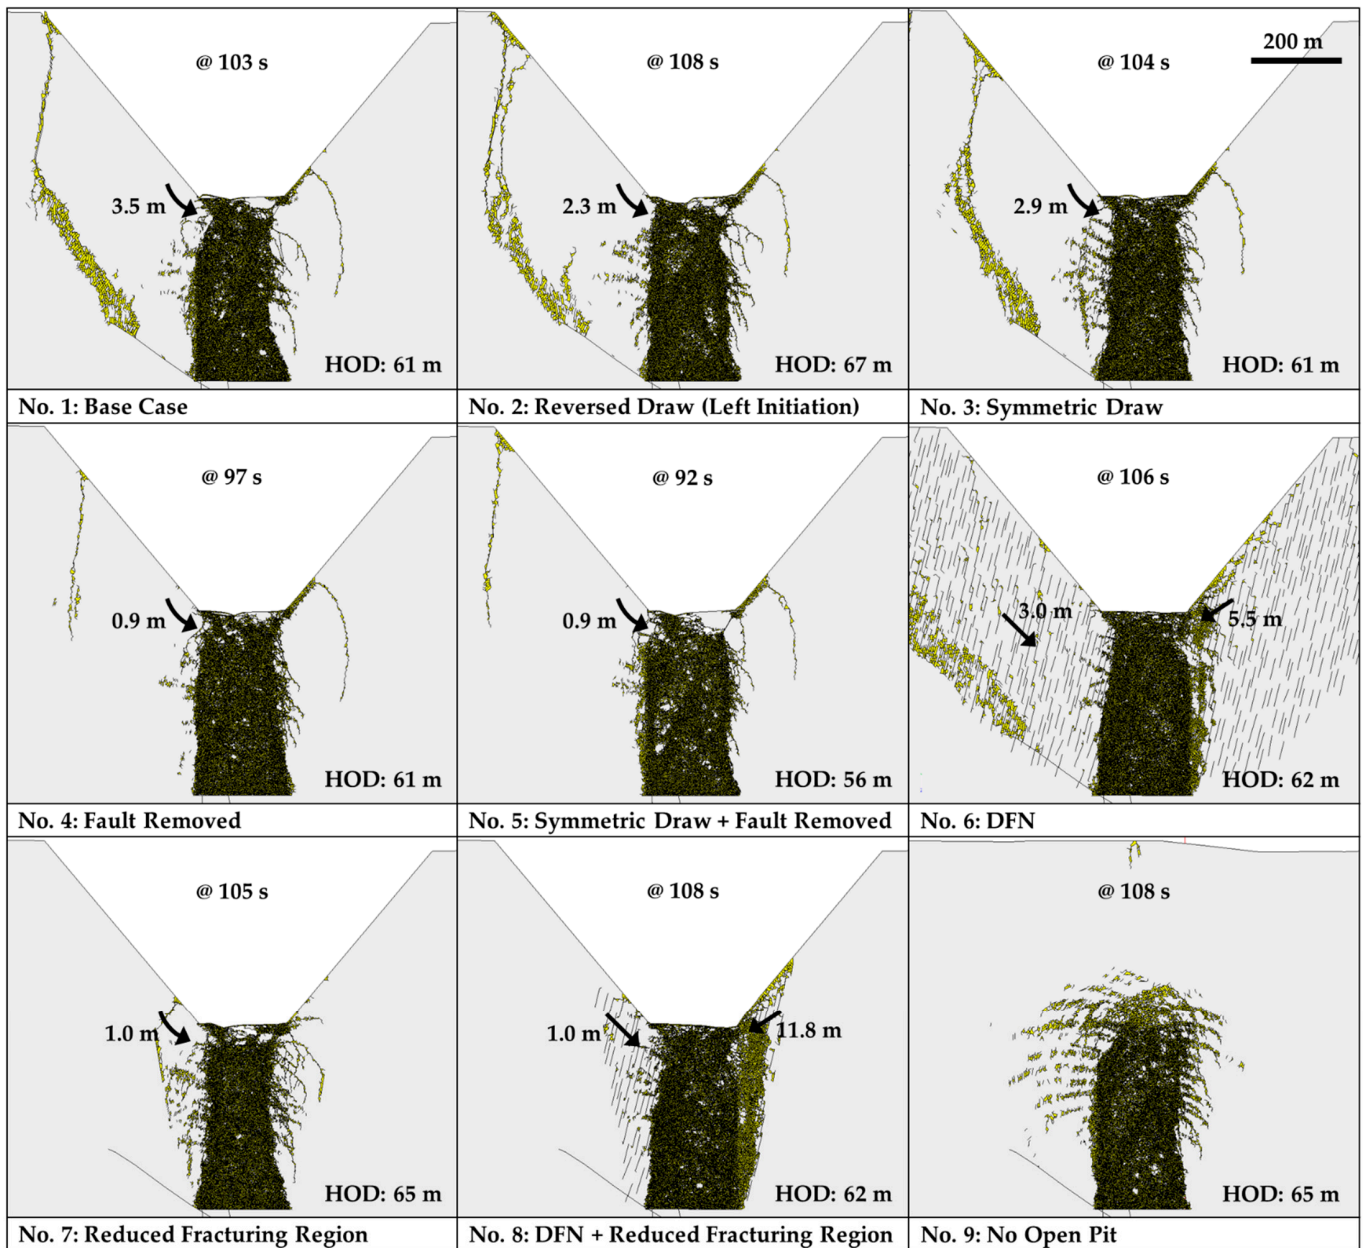 @ 103 s
3.5 m
HOD: 61 m
No. 1: Base Case
@ 108 s
2.3 m
HOD: 67 m
No. 2: Reversed Draw (Left Initiation)
@ 104 s
200 m
2.9 m
HOD: 61 m
No. 3: Symmetric Draw
@ 97 s
0.9 m
HOD: 61 m
No. 4: Fault Removed
@ 92 s
0.9 m
HOD: 56 m
No. 5: Symmetric Draw + Fault Removed
@ 106 s
3.0 m
5.5 m
HOD: 62 m
No. 6: DFN
@ 105 s
1.0 m
HOD: 65 m
No. 7: Reduced Fracturing Region
@ 108 s
1.0 m
11.8 m
HOD: 62 m
No. 8: DFN + Reduced Fracturing Region
@ 108 s
HOD: 65 m
No. 9: No Open Pit